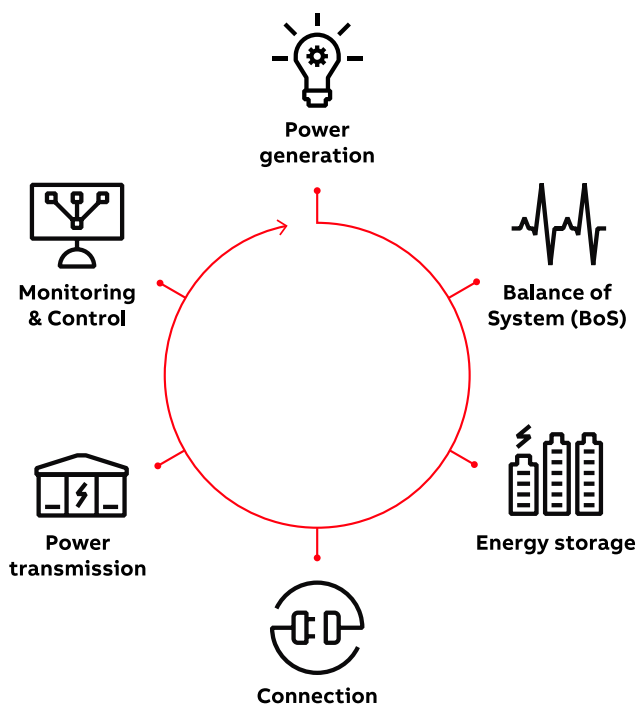 Power
generation
Balance of
System (BoS)
Energy storage
Connection
Power
transmission
Monitoring
& Control